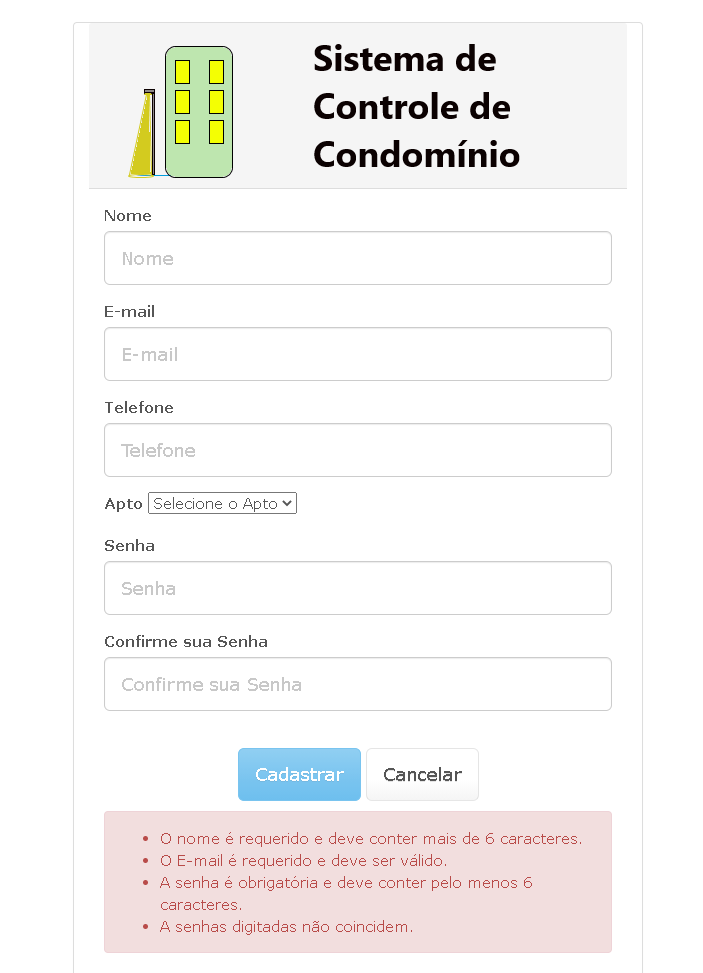 Sistema de
Controle de
Condomínio
Nome
Nome
E-mail
E-mail
Telefone
Telefone
Apto Selecione o Apto
Senha
Senha
Confirme sua Senha
Confirme sua Senha
Cadastrar Cancelar
• O nome é requerido e deve conter mais de 6 caracteres.
• O E-mail é requerido e deve ser válido.
• A senha é obrigatória e deve conter pelo menos 6
caracteres.
• A senhas digitadas não coincidem.